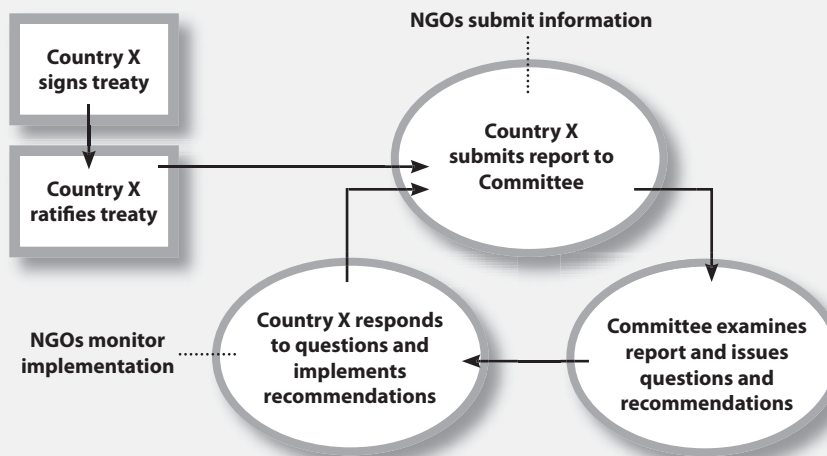 Country X
signs treaty
Country X
ratifies treaty
NGOs submit information
Country X
submits report to
Committee
Committee examines
report and issues
questions and
recommendations
Country X responds
to questions and
implements
recommendations
NGOs monitor
implementation